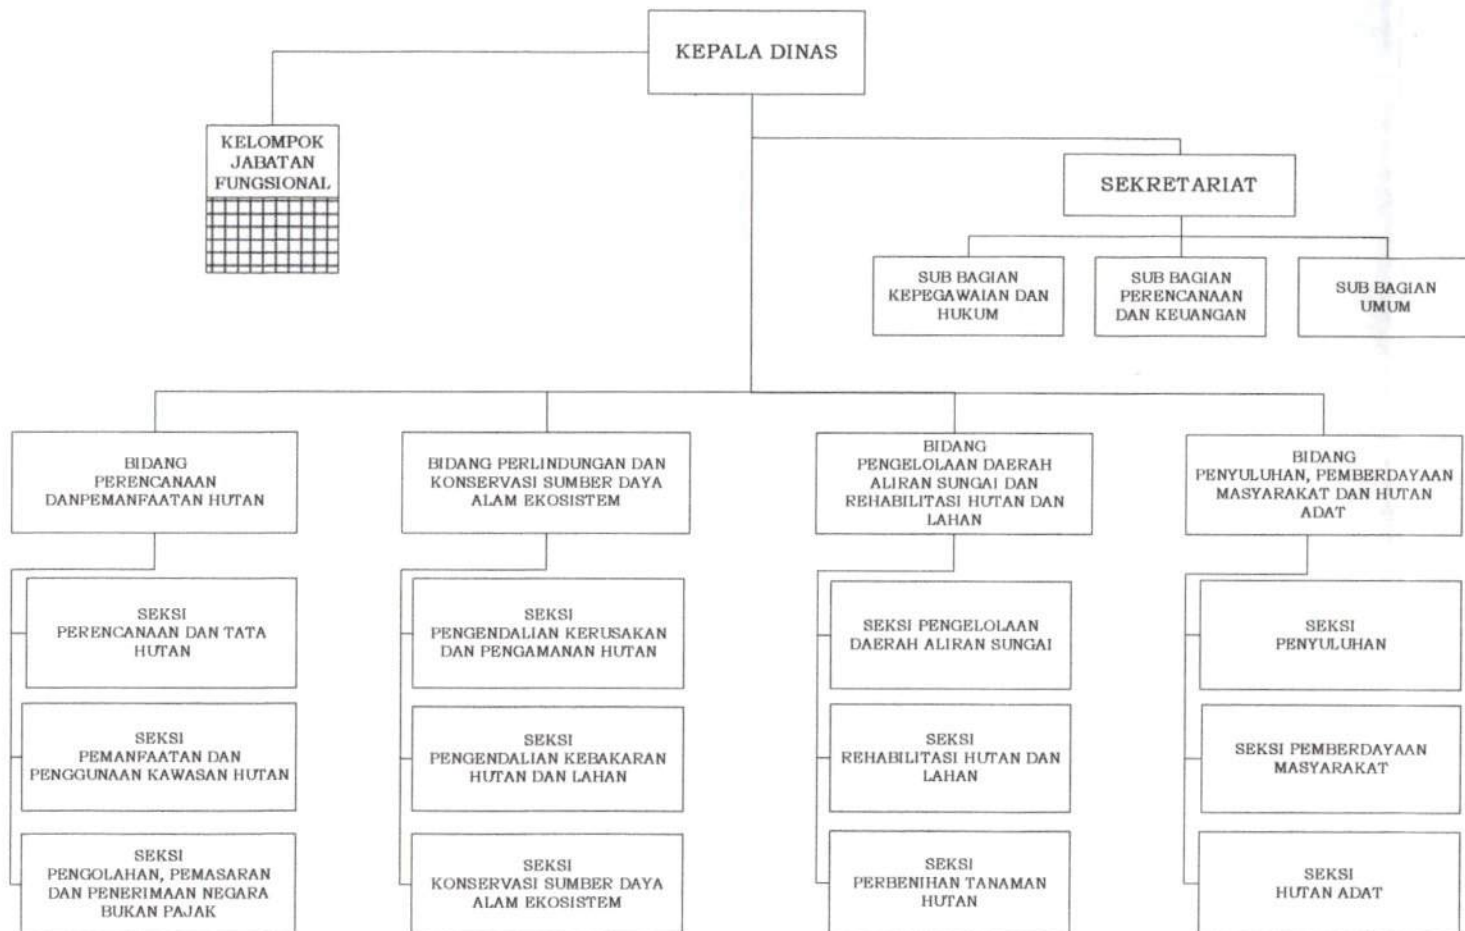 KEPALA DINAS
KELOMPOK
JABATAN
FUNGSIONAL
SEKRETARIAT
SUB BAGIAN
KEPEGAWAIAN DAN
HUKUM
SUB BAGIAN
PERENCANAAN
DAN KEUANGAN
SUB BAGIAN
UMUM
BIDANG
PERENCANAAN
DANPEMANFAATAN HUTAN
BIDANG PERLINDUNGAN DAN
KONSERVASI SUMBER DAYA
ALAM EKOSISTEM
BIDANG
PENGELOLAAN DAERAH
ALIRAN SUNGAI DAN
REHABILITASI HUTAN DAN
LAHAN
BIDANG
PENYULUHAN, PEMBERDAYAAN
MASYARAKAT DAN HUTAN
ADAT
SEKSI
PERENCANAAN DAN TATA
HUTAN
SEKSI
PENGENDALIAN KERUSAKAN
DAN PENGAMANAN HUTAN
SEKSI PENGELOLAAN
DAERAH ALIRAN SUNGAI
SEKSI
PENYULUHAN
SEKSI
PEMANFAATAN DAN
PENGGUNAAN KAWASAN HUTAN
SEKSI
PENGENDALIAN KEBAKARAN
HUTAN DAN LAHAN
SEKSI
REHABILITASI HUTAN DAN
LAHAN
SEKSI PEMBERDAYAAN
MASYARAKAT
SEKSI
PENGOLAHAN, PEMASARAN
DAN PENERIMAAN NEGARA
BUKAN PAJAK
SEKSI
KONSERVASI SUMBER DAYA
ALAM EKOSISTEM
SEKSI
PERBENIHAN TANAMAN
HUTAN
SEKSI
HUTAN ADAT